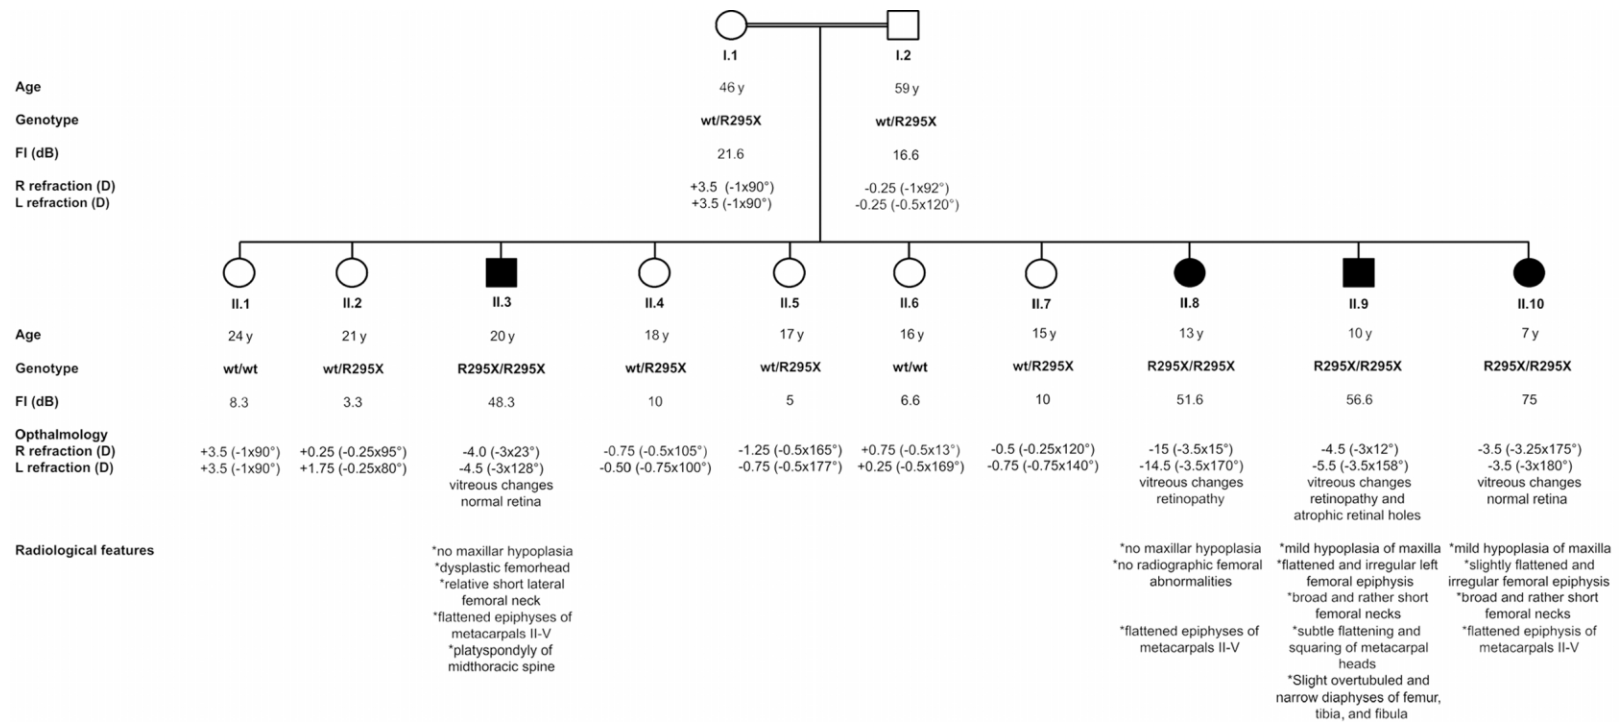 I.1 I.2
Age 46 y 59 y
Genotype wt/R295X wt/R295X
FI (dB) 21.6 16.6
R refraction (D) +3.5 (-1x90°) -0.25 (-1x92°)
L refraction (D) +3.5 (-1x90°) -0.25 (-0.5x120°)
II.1 II.2 II.3 II.4 II.5 II.6 II.7 II.8 II.9 II.10
Age 24 y 21 y 20 y 18 y 17 y 16 y 15 y 13 y 10 y 7 y
Genotype wt/wt wt/R295X R295X/R295X wt/R295X wt/R295X wt/wt wt/R295X R295X/R295X R295X/R295X R295X/R295X
FI (dB) 8.3 3.3 48.3 10 5 6.6 10 51.6 56.6 75
Opthalmology
R refraction (D) +3.5 (-1x90°) +0.25 (-0.25x95°) -4.0 (-3x23°) -0.75 (-0.5x105°) -1.25 (-0.5x165°) +0.75 (-0.5x13°) -0.5 (-0.25x120°) -15 (-3.5x15°) -4.5 (-3x12°) -3.5 (-3.25x175°)
L refraction (D) +3.5 (-1x90°) +1.75 (-0.25x80°) -4.5 (-3x128°) -0.50 (-0.75x100°) -0.75 (-0.5x177°) +0.25 (-0.5x169°) -0.75 (-0.75x140°) -14.5 (-3.5x170°) -5.5 (-3.5x158°) -3.5 (-3x180°)
vitreous changes vitreous changes vitreous changes vitreous changes
normal retina retinopathy retinopathy and normal retina
atrophic retinal holes
Radiological features *no maxillar hypoplasia *no maxillar hypoplasia *mild hypoplasia of maxilla *mild hypoplasia of maxilla
*dysplastic femorhead *no radiographic femoral *flattened and irregular left *slightly flattened and
*relative short lateral abnormalities femoral epiphysis irregular femoral epiphysis
femoral neck *broad and rather short *broad and rather short
*flattened epiphyses of femoral necks femoral necks
metacarpals II-V *flattened epiphyses of *subtle flattening and *flattened epiphysis of
*platyspondyly of metacarpals II-V squaring of metacarpal metacarpals II-V
midthoracic spine heads
*Slight overtubuled and
narrow diaphyses of femur,
tibia, and fibula